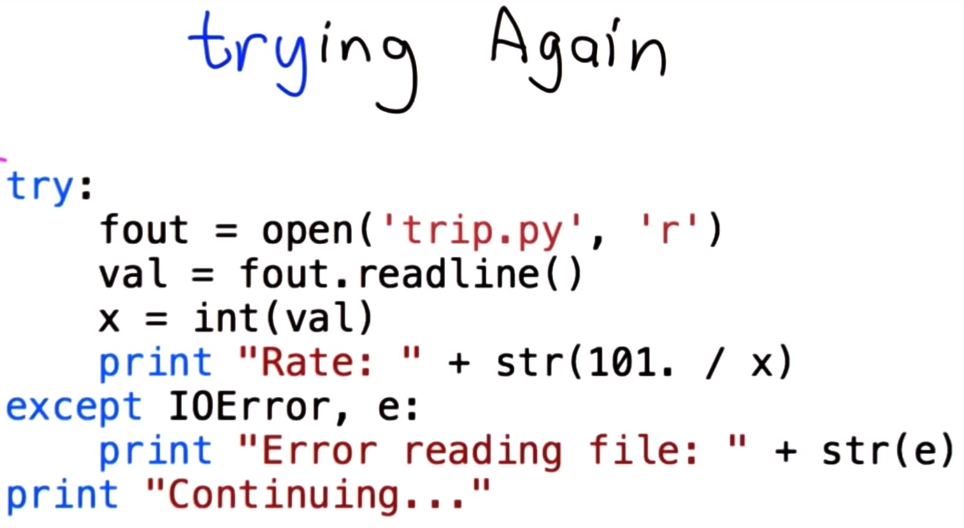 trying Again
try:
    fout = open('trip.py', 'r')
    val = fout.readline()
    x = int(val)
    print "Rate: " + str(101. / x)
except IOError, e:
    print "Error reading file: " + str(e)
print "Continuing..."